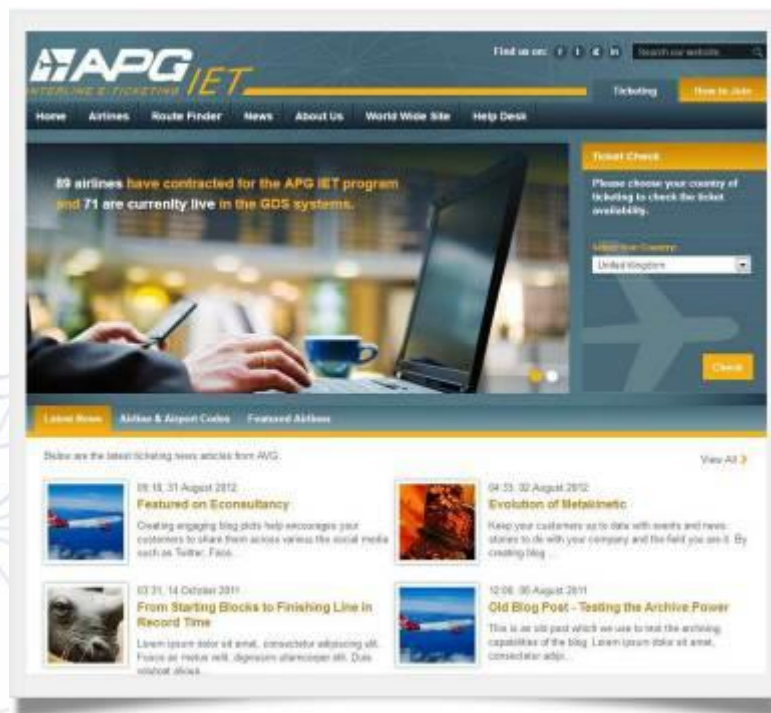 APG IET
INTERLINE E-TICKETING
Find us on: f t g in
Search our website
Ticketing
How to Join
Home Airlines Route Finder News About Us World Wide Site Help Desk
89 airlines have contracted for the APG IET program
and 71 are currently live in the GDS systems.
Ticket Check
Please choose your country of
ticketing to check the ticket
availability.
Select Your Country:
United Kingdom
Check
Latest News Airline & Airport Codes Featured Airlines
Below are the latest ticketing news articles from AVG.
View All
09:18, 31 August 2012
Featured on Econsultancy
Creating engaging blog plots help encourages your
customers to share them across various the social media
such as Twitter, Face...
04:33, 02 August 2012
Evolution of Metakinetic
Keep your customers up to date with events and news
stories to do with your company and the field you are it. By
creating blog ...
03:31, 14 October 2011
From Starting Blocks to Finishing Line in
Record Time
Lorem ipsum dolor sit amet, consectetur adipiscing elit.
Fusce ac metus velit, dignissim ullamcorper elit. Duis
volutpat
12:08, 06 August 2011
Old Blog Post - Testing the Archive Power
This is an old post which we use to test the archiving
capabilities of the blog. Lorem ipsum dolor sit amet,
consectetur adipi...